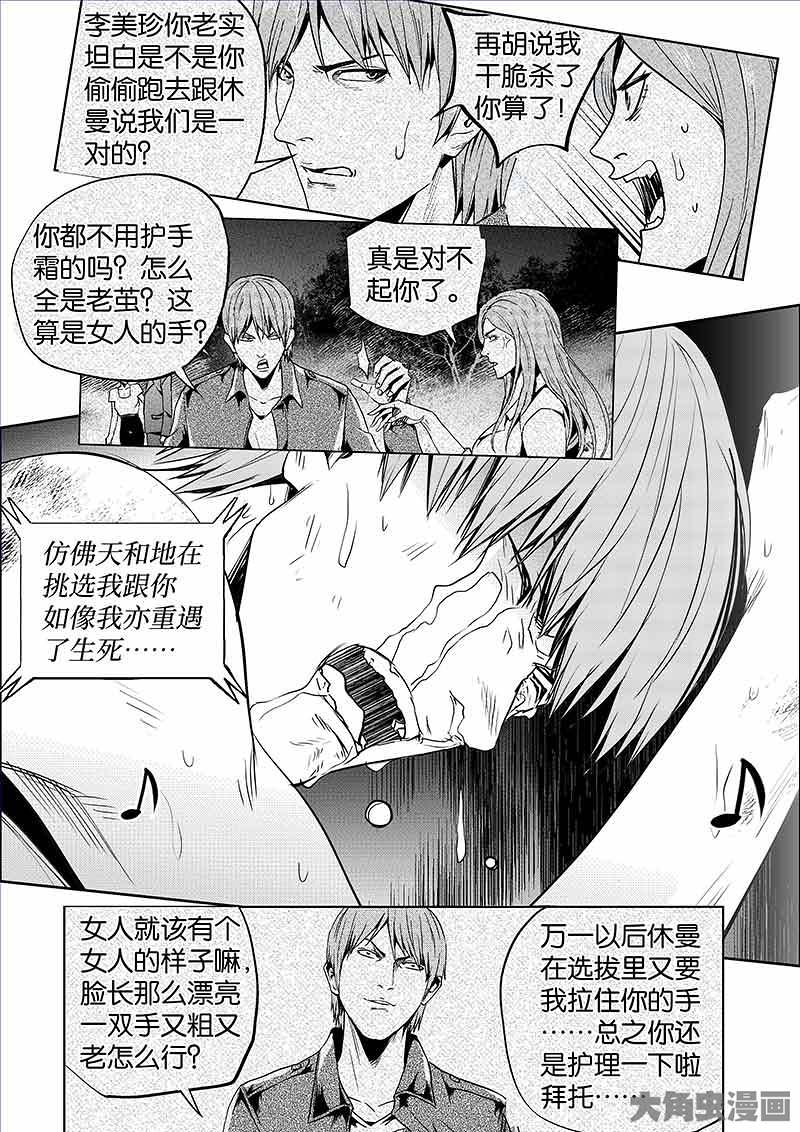 李美珍你老实
坦白是不是你
偷偷跑去跟休
曼说我们是一
对的？
再胡说我
干脆杀了
你算了！
你都不用护手
霜的吗？怎么
全是老茧？这
算是女人的手？
真是对不
起你了。
仿佛天和地在
挑选我跟你
如像我亦重遇
了生死……
女人就该有个
女人的样子嘛，
脸长那么漂亮
一双手又粗又
老怎么行？
万一以后休曼
在选拔里又要
我拉住你的手
……总之你还
是护理一下啦
拜托……
大角虫漫画